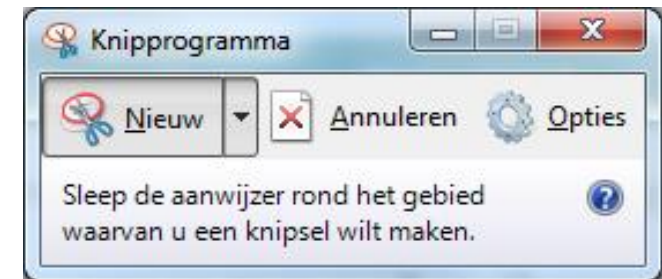 Knipprogramma
Nieuw Annuleren Opties
Sleep de aanwijzer rond het gebied
waarvan u een knipsel wilt maken.